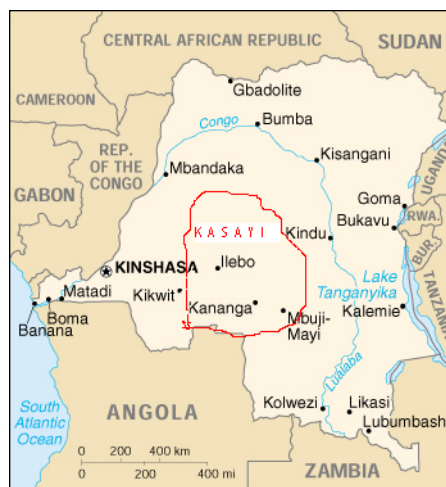 CENTRAL AFRICAN REPUBLIC
SUDAN
CAMEROON
Gbadolite
Congo
Bumba
REP.
OF THE
CONGO
Kisangani
UGANDA
Mbandaka
GABON
Goma
RWA.
Bukavu
KASAYI
Kindu
BUR.
KINSHASA
Ilebo
Lake
Tanganyika
TANZANIA
Matadi
Kikwit
Kananga
Kalemie
Boma
Banana
Mbuji-
Mayi
Lualaba
South
Atlantic
Ocean
ANGOLA
Kolwezi
Likasi
Lubumbash
0 200 400 km
0 200 400 mi
ZAMBIA